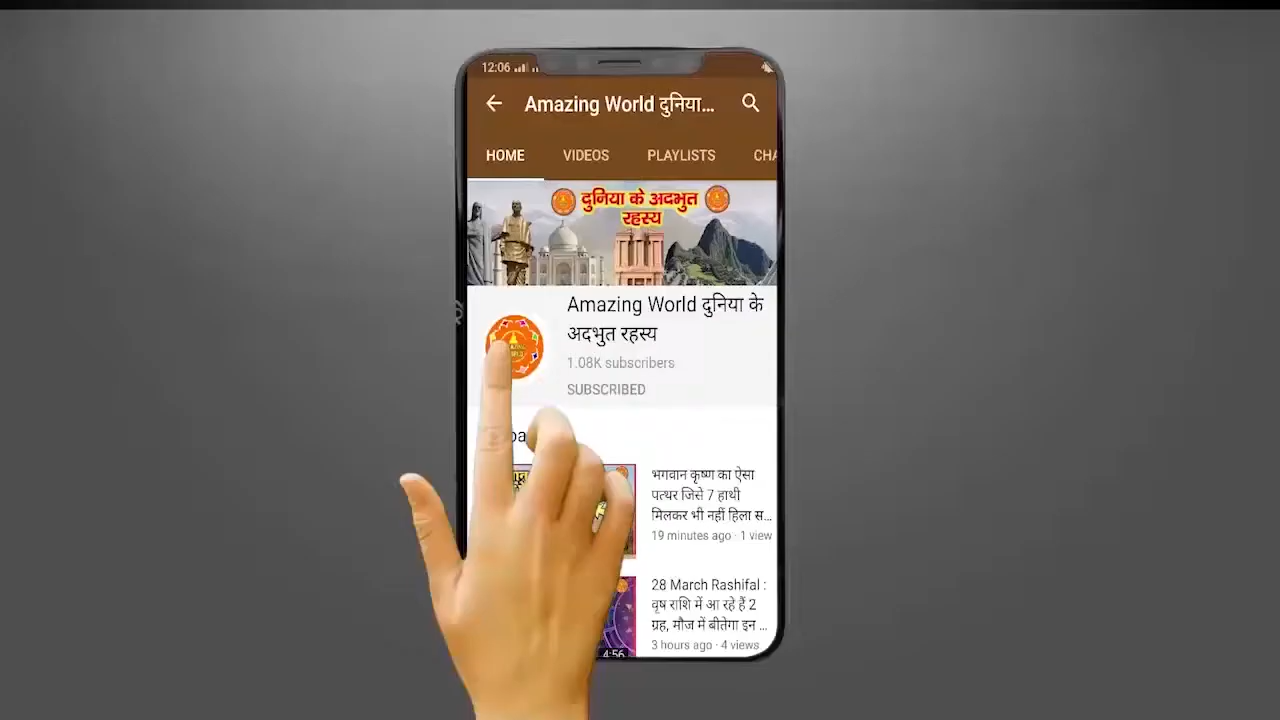 12:06
Amazing World दुनिया...
HOME VIDEOS PLAYLISTS CHA
दुनिया के अदभुत
रहस्य
Amazing World दुनिया के
अदभुत रहस्य
1.08K subscribers
SUBSCRIBED
भगवान कृष्ण का ऐसा
पत्थर जिसे 7 हाथी
मिलकर भी नहीं हिला स...
19 minutes ago · 1 view
28 March Rashifal :
वृष राशि में आ रहे हैं 2
ग्रह, मौज में बीतेगा इन ...
3 hours ago · 4 views
4:56